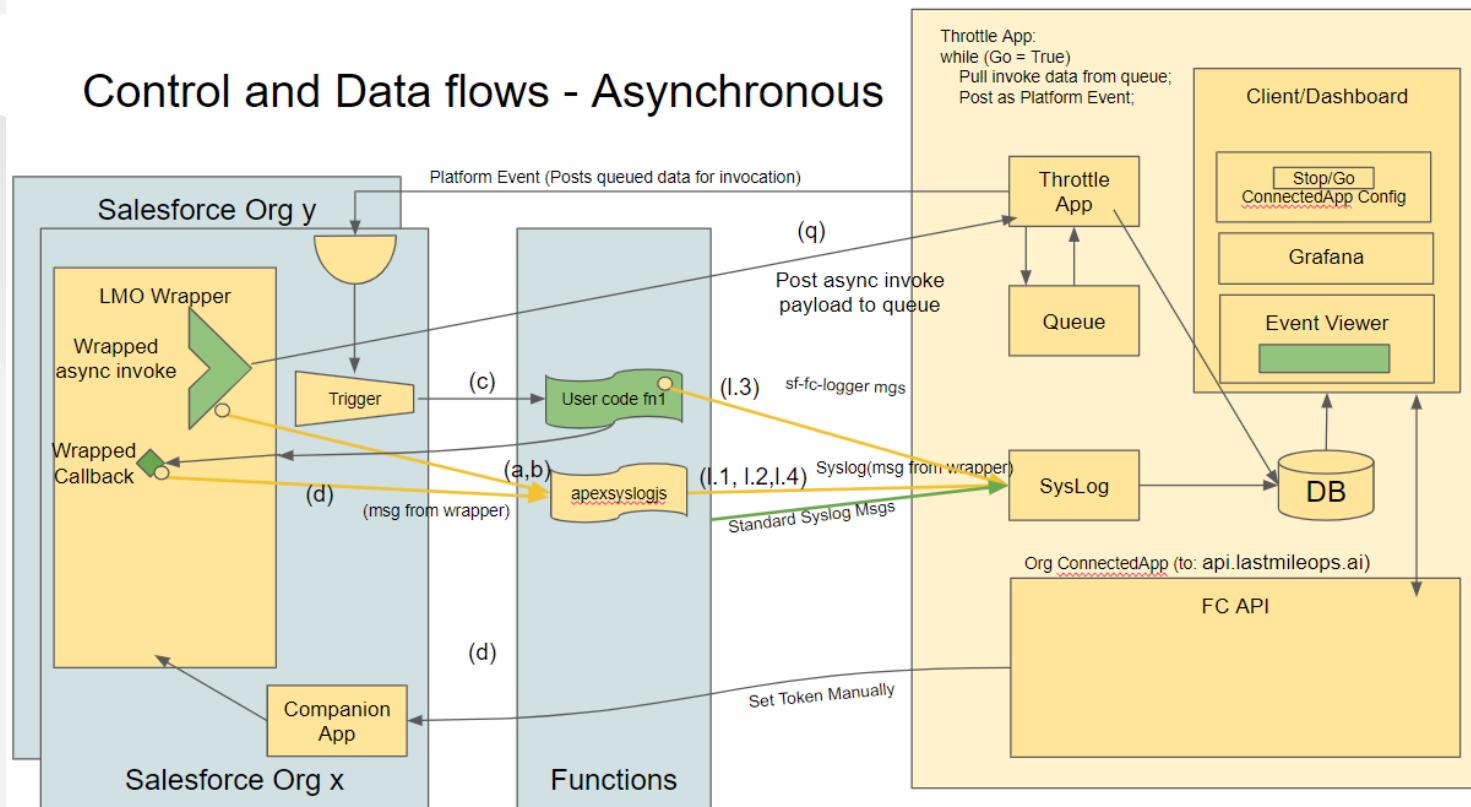 Control and Data flows - Asynchronous
Throttle App:
while (Go = True)
Pull invoke data from queue;
Post as Platform Event;
Client/Dashboard
Stop/Go
ConnectedApp Config
Grafana
Event Viewer
Throttle
App
Queue
Platform Event (Posts queued data for invocation)
Salesforce Org y
(q)
Post async invoke
payload to queue
LMO Wrapper
Wrapped
async invoke
Trigger
(c)
User code fn1
(l.3)
sf-fc-logger mgs
Wrapped
Callback
(d)
(a,b)
(msg from wrapper)
apexsyslogjs
(l.1, l.2,l.4)
Syslog(msg from wrapper)
Standard Syslog Msgs
SysLog
DB
Org ConnectedApp (to: api.lastmileops.ai)
FC API
(d)
Set Token Manually
Companion
App
Salesforce Org x
Functions